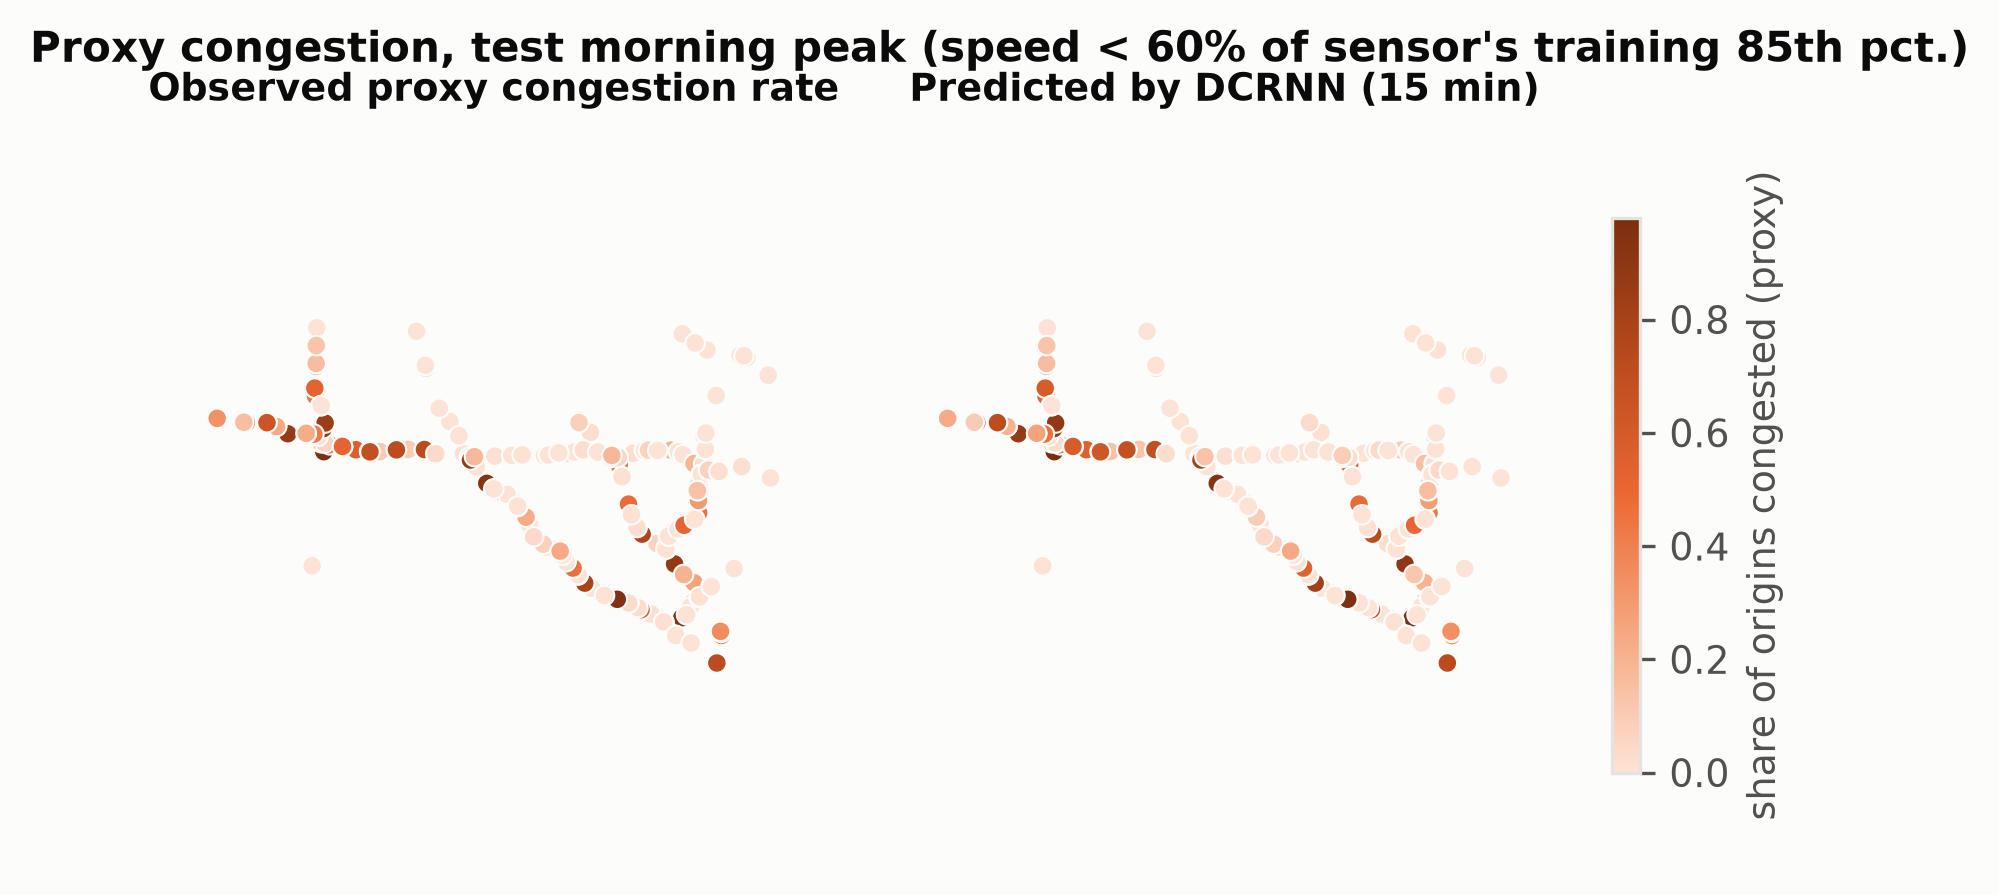 Proxy congestion, test morning peak (speed < 60% of sensor's training 85th pct.)
Observed proxy congestion rate
Predicted by DCRNN (15 min)
0.8
0.6
0.4
0.2
0.0
share of origins congested (proxy)